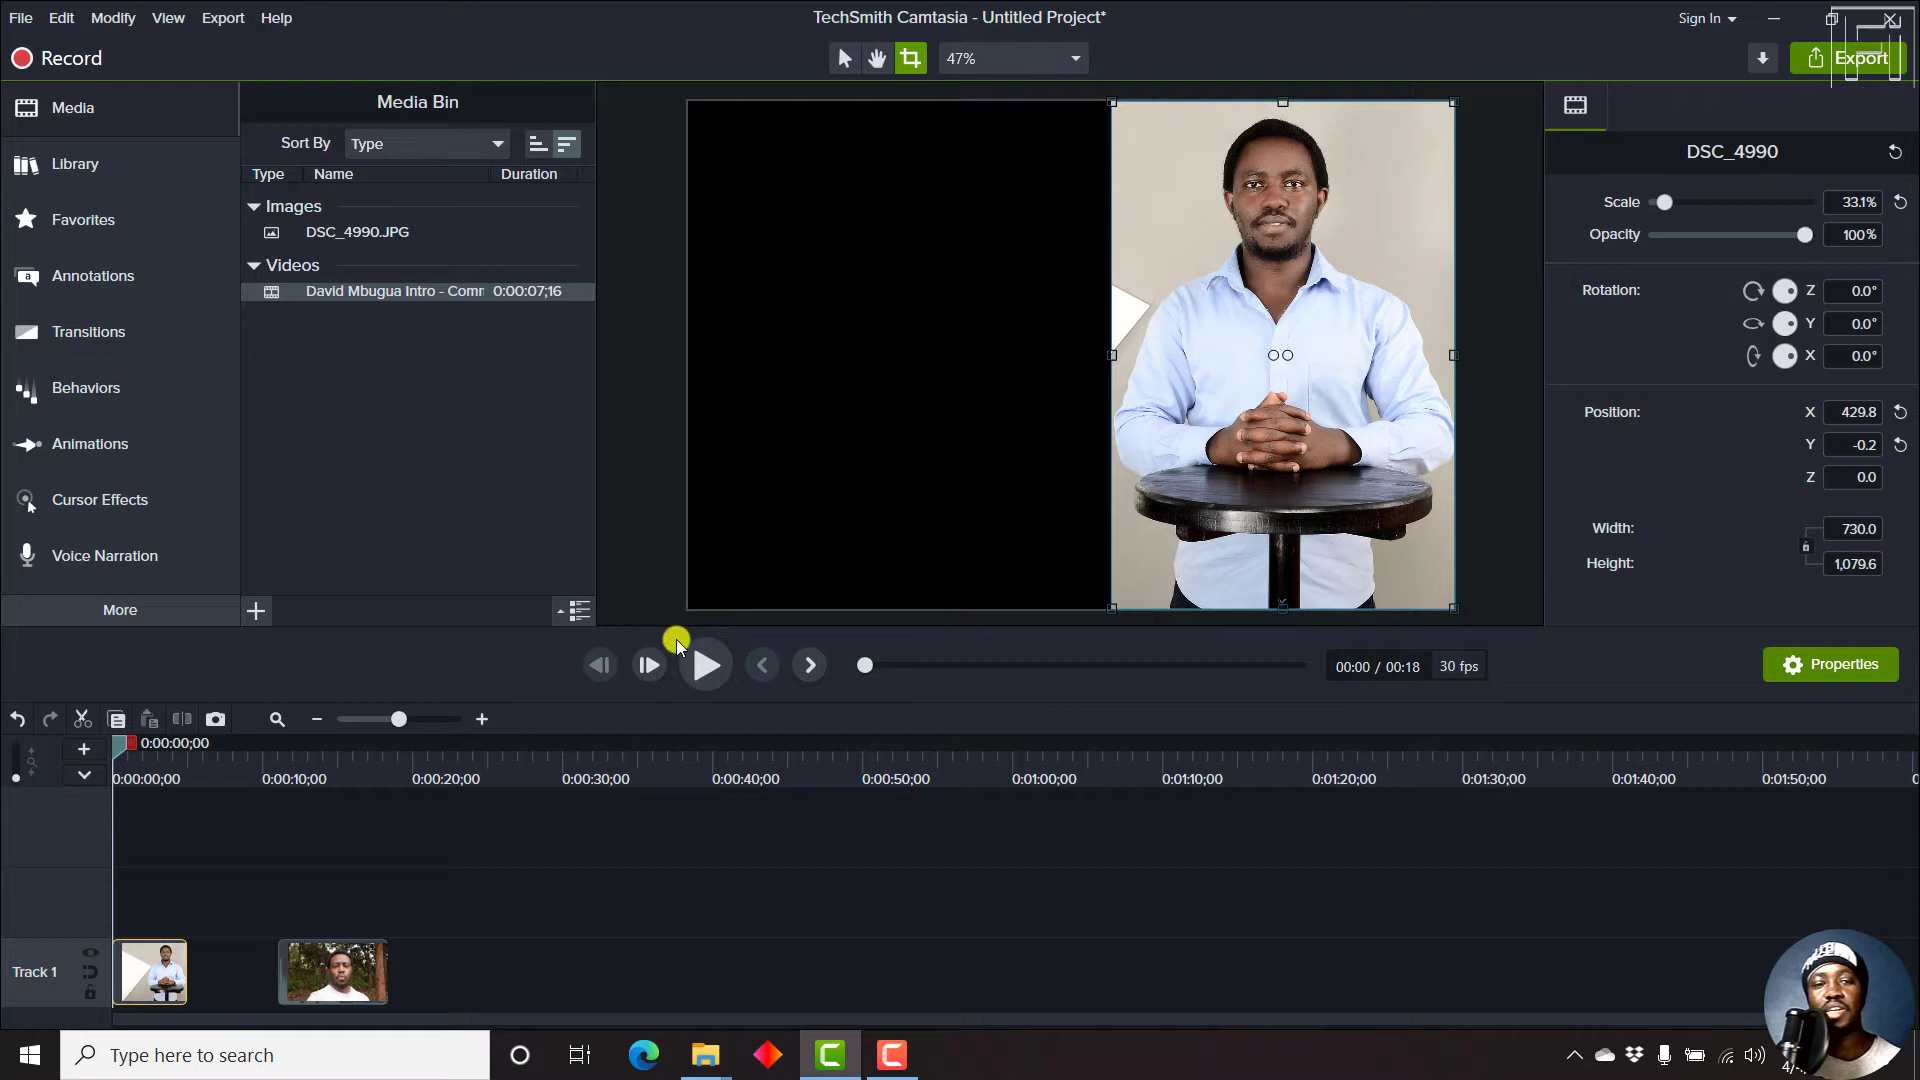 File Edit Modify View Export Help
TechSmith Camtasia - Untitled Project*
Sign In
Record
47%
Export
Media
Library
Favorites
Annotations
Transitions
Behaviors
Animations
Cursor Effects
Voice Narration
More
Media Bin
Sort By Type
Type Name Duration
Images
DSC_4990.JPG
Videos
David Mbugua Intro - Comr 0:00:07;16
DSC_4990
Scale 33.1%
Opacity 100%
Rotation: Z 0.0°
Y 0.0°
X 0.0°
Position: X 429.8
Y -0.2
Z 0.0
Width: 730.0
Height: 1,079.6
00:00 / 00:18 30 fps
Properties
0:00:00;00
0:00:00;00 0:00:10;00 0:00:20;00 0:00:30;00 0:00:40;00 0:00:50;00 0:01:00;00 0:01:10;00 0:01:20;00 0:01:30;00 0:01:40;00 0:01:50;00
Track 1
Type here to search